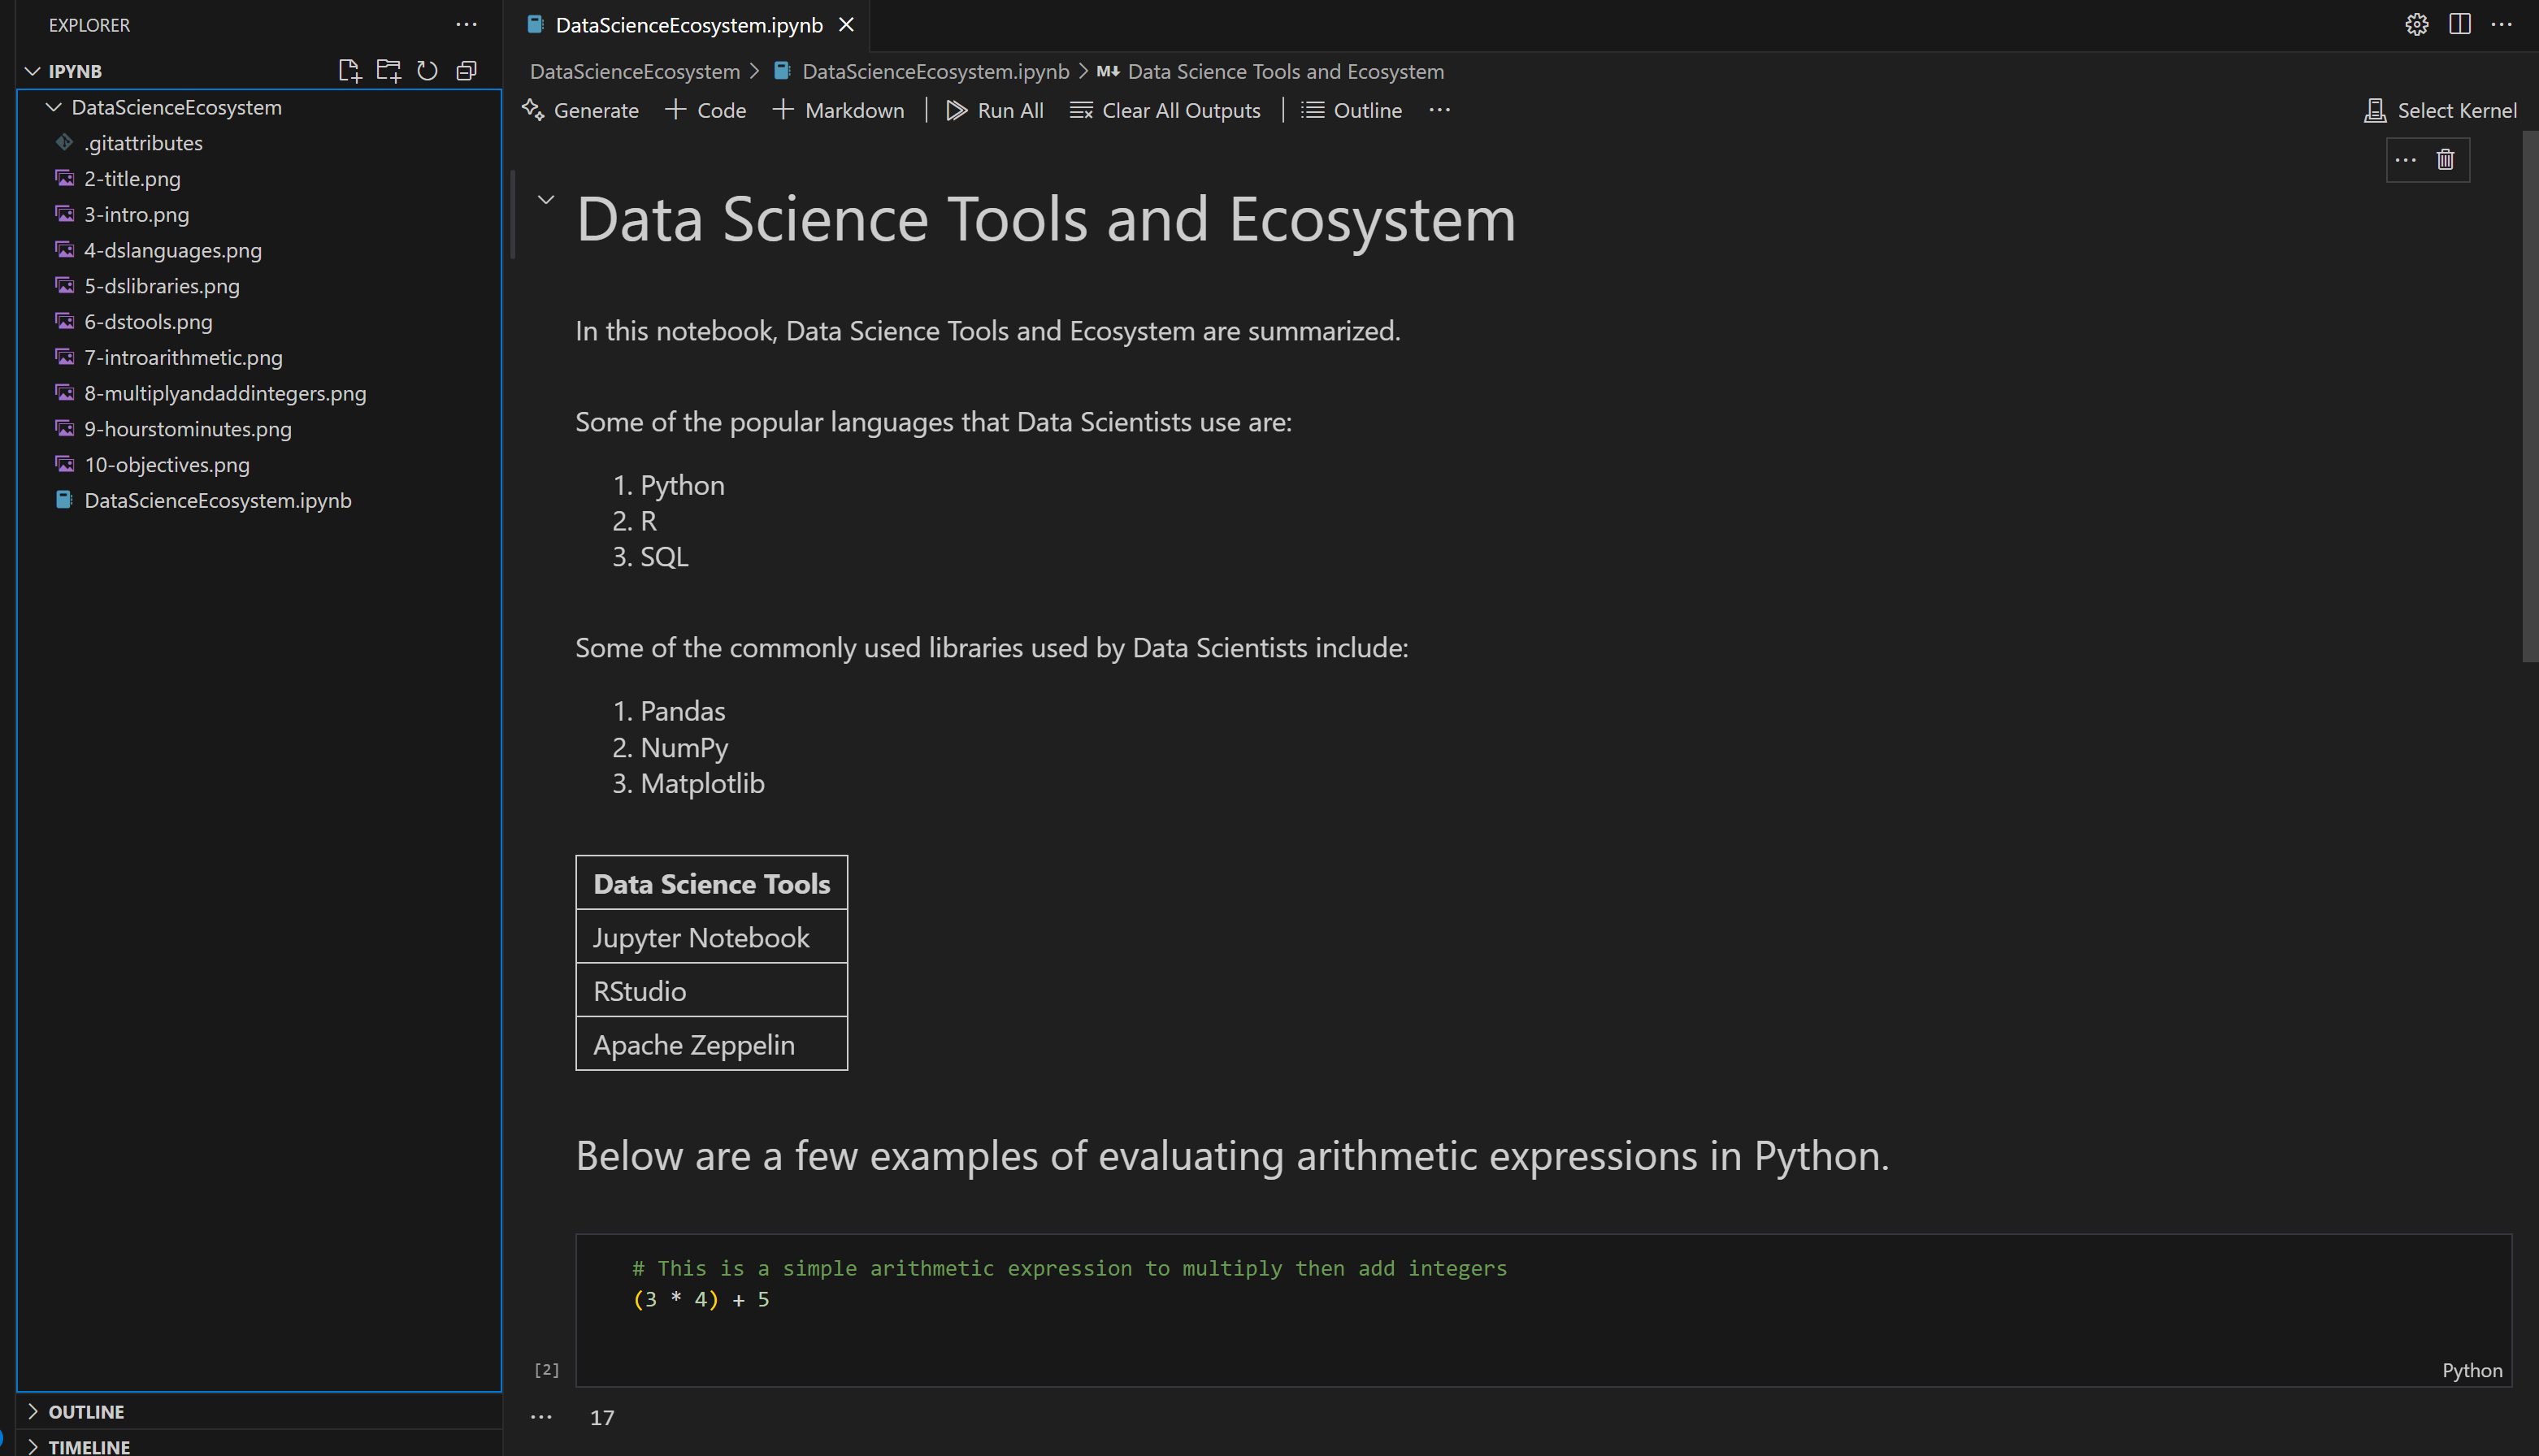 EXPLORER
IPYNB
DataScienceEcosystem
.gitattributes
2-title.png
3-intro.png
4-dslanguages.png
5-dslibraries.png
6-dstools.png
7-introarithmetic.png
8-multiplyandaddintegers.png
9-hourstominutes.png
10-objectives.png
DataScienceEcosystem.ipynb
OUTLINE
TIMELINE
DataScienceEcosystem.ipynb
DataScienceEcosystem > DataScienceEcosystem.ipynb > M Data Science Tools and Ecosystem
Generate + Code + Markdown | Run All Clear All Outputs | Outline ... Select Kernel
Data Science Tools and Ecosystem
In this notebook, Data Science Tools and Ecosystem are summarized.
Some of the popular languages that Data Scientists use are:
1. Python
2. R
3. SQL
Some of the commonly used libraries used by Data Scientists include:
1. Pandas
2. NumPy
3. Matplotlib
Data Science Tools
Jupyter Notebook
RStudio
Apache Zeppelin
Below are a few examples of evaluating arithmetic expressions in Python.
# This is a simple arithmetic expression to multiply then add integers
(3 * 4) + 5
[2]
Python
... 17